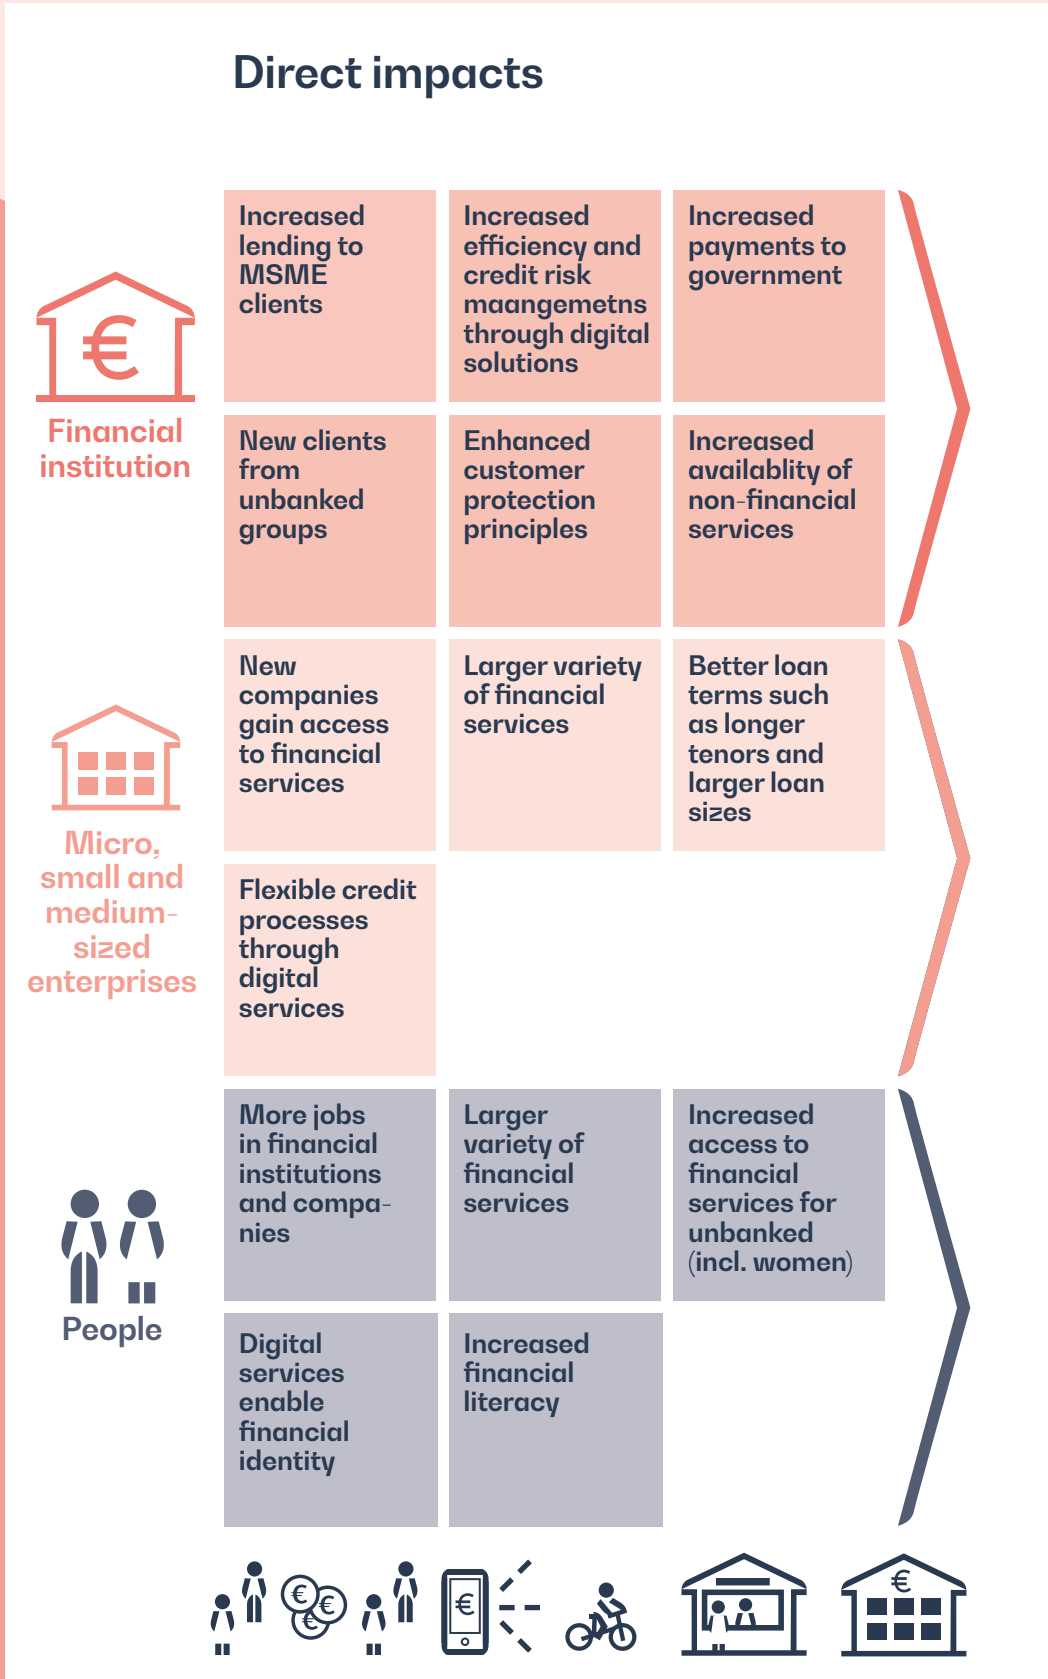 Direct impacts
Financial
institution
Increased
lending to
MSME
clients
Increased
efficiency and
credit risk
maangemetns
through digital
solutions
Increased
payments to
government
New clients
from
unbanked
groups
Enhanced
customer
protection
principles
Increased
availablity of
non-financial
services
Micro,
small and
medium-
sized
enterprises
New
companies
gain access
to financial
services
Larger variety
of financial
services
Better loan
terms such
as longer
tenors and
larger loan
sizes
Flexible credit
processes
through
digital
services
People
More jobs
in financial
institutions
and compa-
nies
Larger
variety of
financial
services
Increased
access to
financial
services for
unbanked
(incl. women)
Digital
services
enable
financial
identity
Increased
financial
literacy